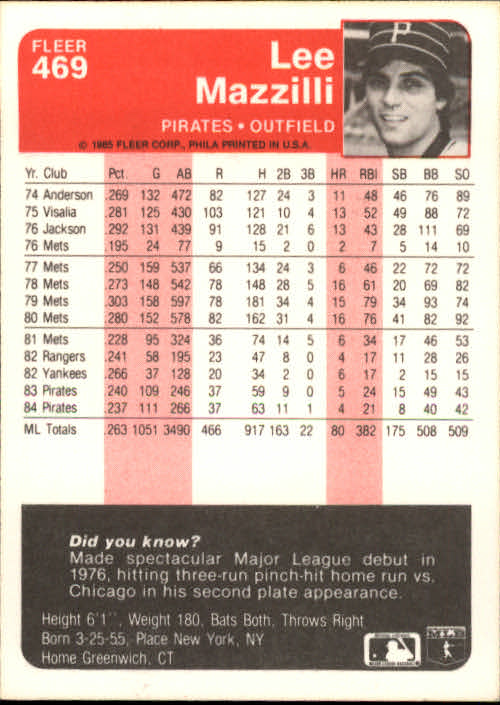 FLEER
469
Lee
Mazzilli
PIRATES • OUTFIELD
© 1985 FLEER CORP., PHILA PRINTED IN U.S.A.
Yr. Club Pct. G AB R H 2B 3B HR RBI SB BB SO
74 Anderson .269 132 472 82 127 24 3 11 48 46 76 89
75 Visalia .281 125 430 103 121 10 4 13 52 49 88 72
76 Jackson .292 131 439 91 128 21 6 13 43 28 111 69
76 Mets .195 24 77 9 15 2 0 2 7 5 14 10
77 Mets .250 159 537 66 134 24 3 6 46 22 72 72
78 Mets .273 148 542 78 148 28 5 16 61 20 69 82
79 Mets .303 158 597 78 181 34 4 15 79 34 93 74
80 Mets .280 152 578 82 162 31 4 16 76 41 82 92
81 Mets .228 95 324 36 74 14 5 6 34 17 46 53
82 Rangers .241 58 195 23 47 8 0 4 17 11 28 26
82 Yankees .266 37 128 20 34 2 0 6 17 2 15 15
83 Pirates .240 109 246 37 59 9 0 5 24 15 49 43
84 Pirates .237 111 266 37 63 11 1 4 21 8 40 42
ML Totals .263 1051 3490 466 917 163 22 80 382 175 508 509
Did you know?
Made spectacular Major League debut in
1976, hitting three-run pinch-hit home run vs.
Chicago in his second plate appearance.
Height 6'1", Weight 180, Bats Both, Throws Right
Born 3-25-55, Place New York, NY
Home Greenwich, CT